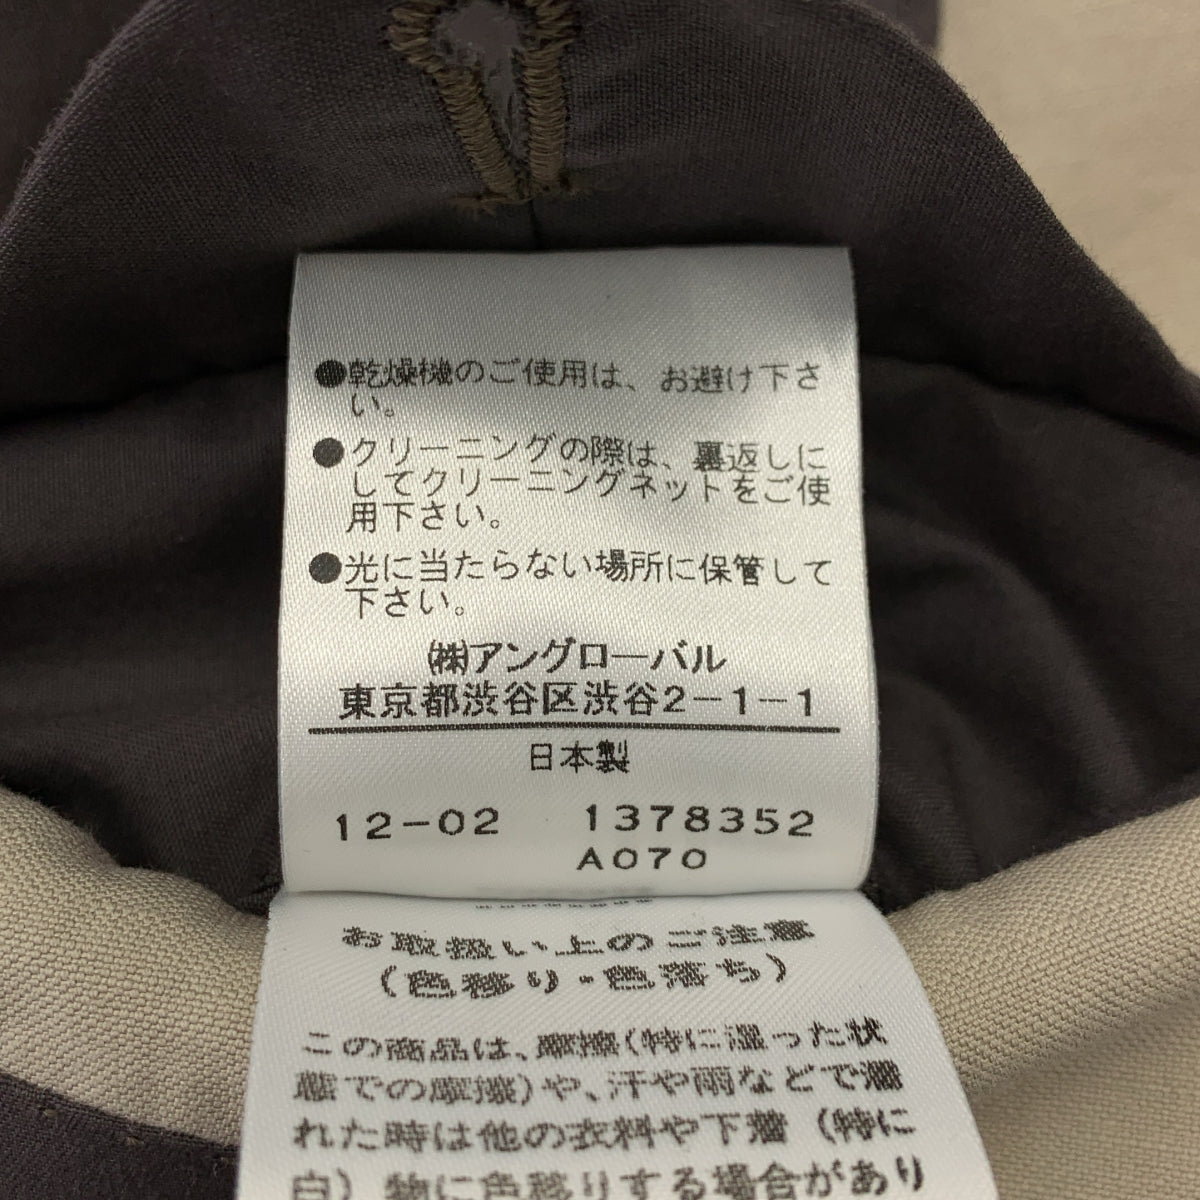 ●乾燥機のご使用は、お避け下さ
い。
●クリーニングの際は、裏返しに
してクリーニングネットをご使
用下さい。
●光に当たらない場所に保管して
下さい。
㈱アングローバル
東京都渋谷区渋谷2-1-1
日本製
12-02 1378352
A070
お取扱い上のご注意
(色移り・色落ち)
この商品は、摩擦(特に湿った状
態での摩擦)や、汗や雨などで濡
れた時は他の衣料や下着(特に
白)物に色移りする場合があり